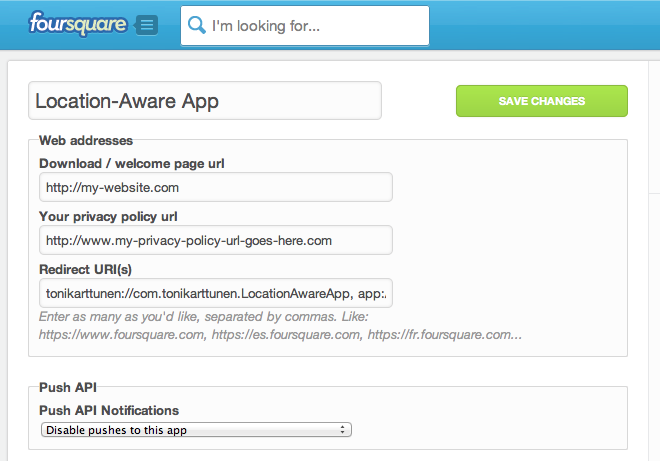 foursquare
I'm looking for...
Location-Aware App
SAVE CHANGES
Web addresses
Download / welcome page url
http://my-website.com
Your privacy policy url
http://www.my-privacy-policy-url-goes-here.com
Redirect URI(s)
tonikarttunen://com.tonikarttunen.LocationAwareApp, app:
Enter as many as you'd like, separated by commas. Like:
https://www.foursquare.com, https://es.foursquare.com, https://fr.foursquare.com...
Push API
Push API Notifications
Disable pushes to this app